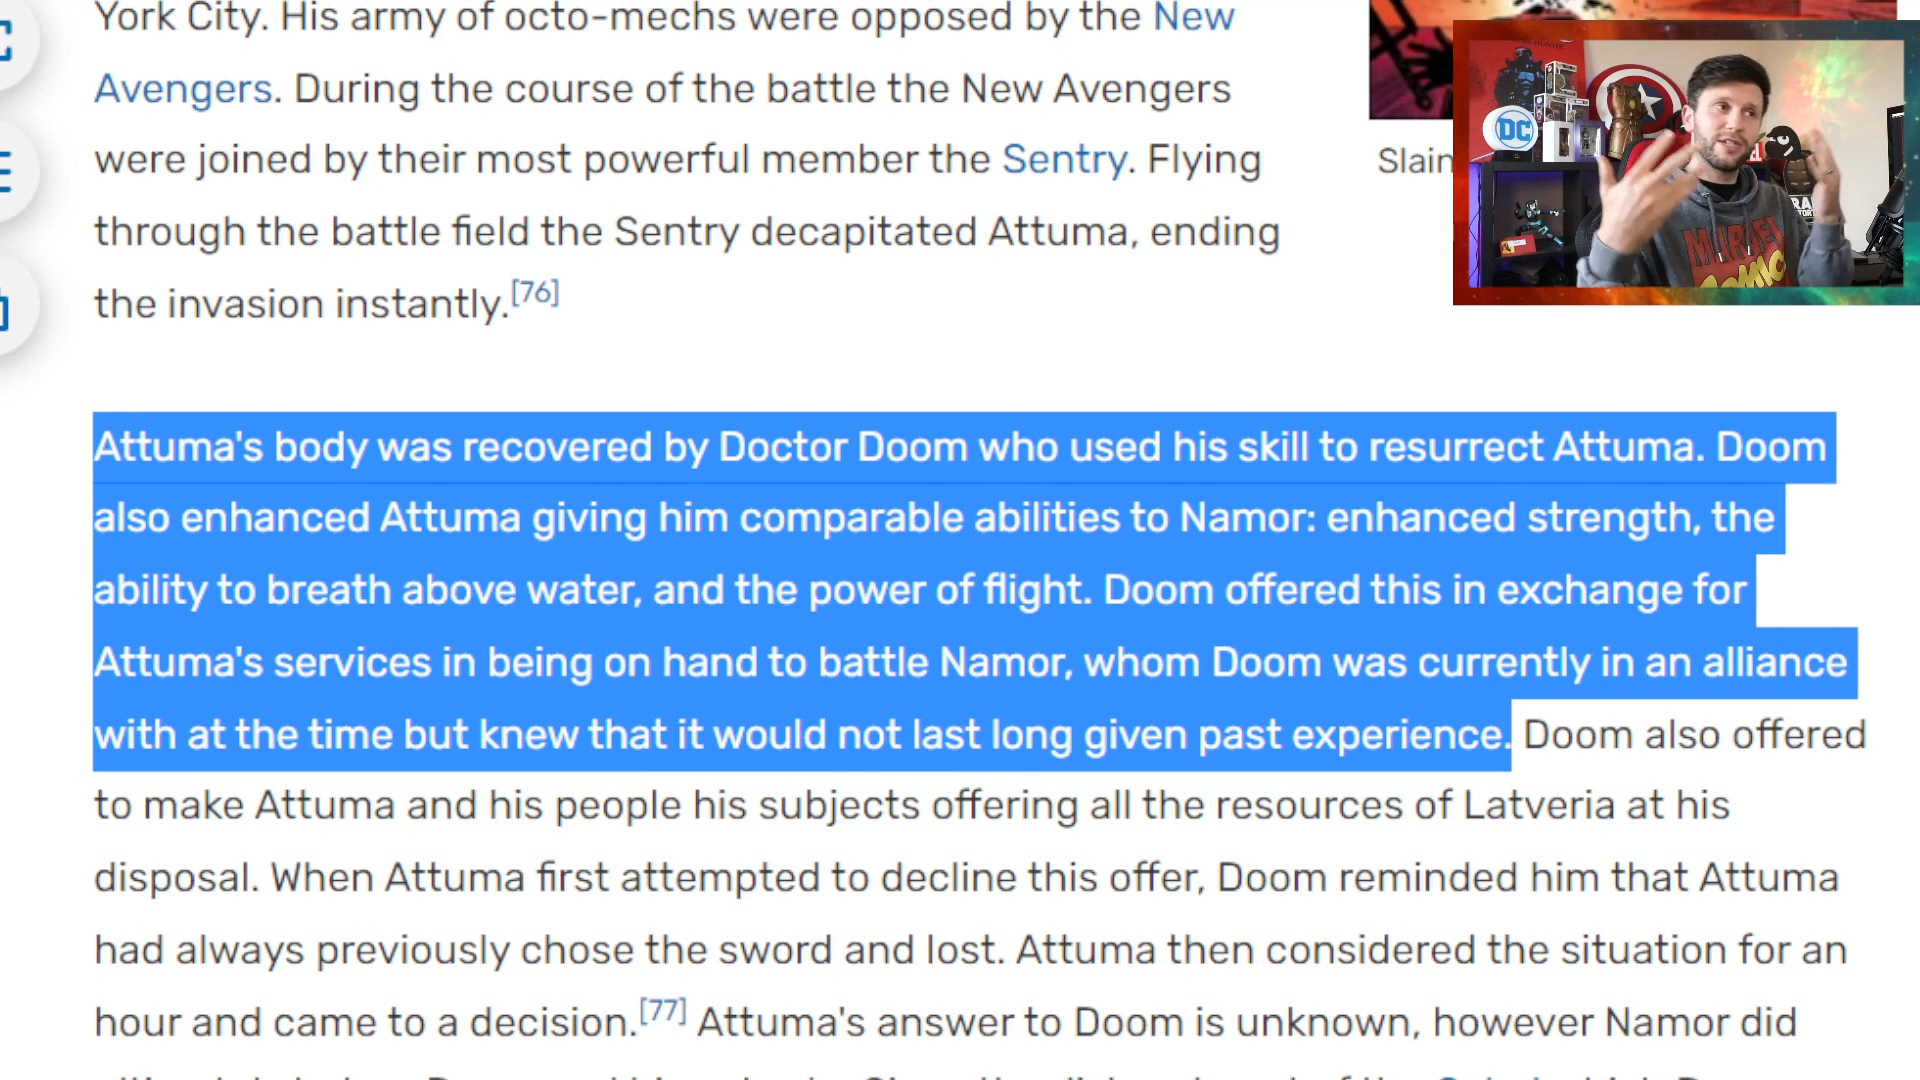 York City. His army of octo-mechs were opposed by the New
Avengers. During the course of the battle the New Avengers
were joined by their most powerful member the Sentry. Flying
through the battle field the Sentry decapitated Attuma, ending
the invasion instantly.[76]
Slain
DC
MARVEL
COMIC
Attuma's body was recovered by Doctor Doom who used his skill to resurrect Attuma. Doom
also enhanced Attuma giving him comparable abilities to Namor: enhanced strength, the
ability to breath above water, and the power of flight. Doom offered this in exchange for
Attuma's services in being on hand to battle Namor, whom Doom was currently in an alliance
with at the time but knew that it would not last long given past experience. Doom also offered
to make Attuma and his people his subjects offering all the resources of Latveria at his
disposal. When Attuma first attempted to decline this offer, Doom reminded him that Attuma
had always previously chose the sword and lost. Attuma then considered the situation for an
hour and came to a decision.[77] Attuma's answer to Doom is unknown, however Namor did